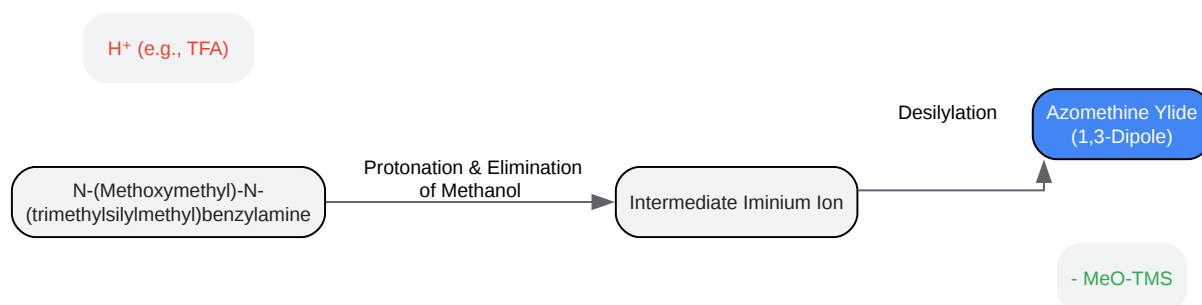 H⁺ (e.g., TFA)
N-(Methoxymethyl)-N-
(trimethylsilylmethyl)benzylamine
Protonation & Elimination
of Methanol
Intermediate Iminium Ion
Desilylation
Azomethine Ylide
(1,3-Dipole)
- MeO-TMS